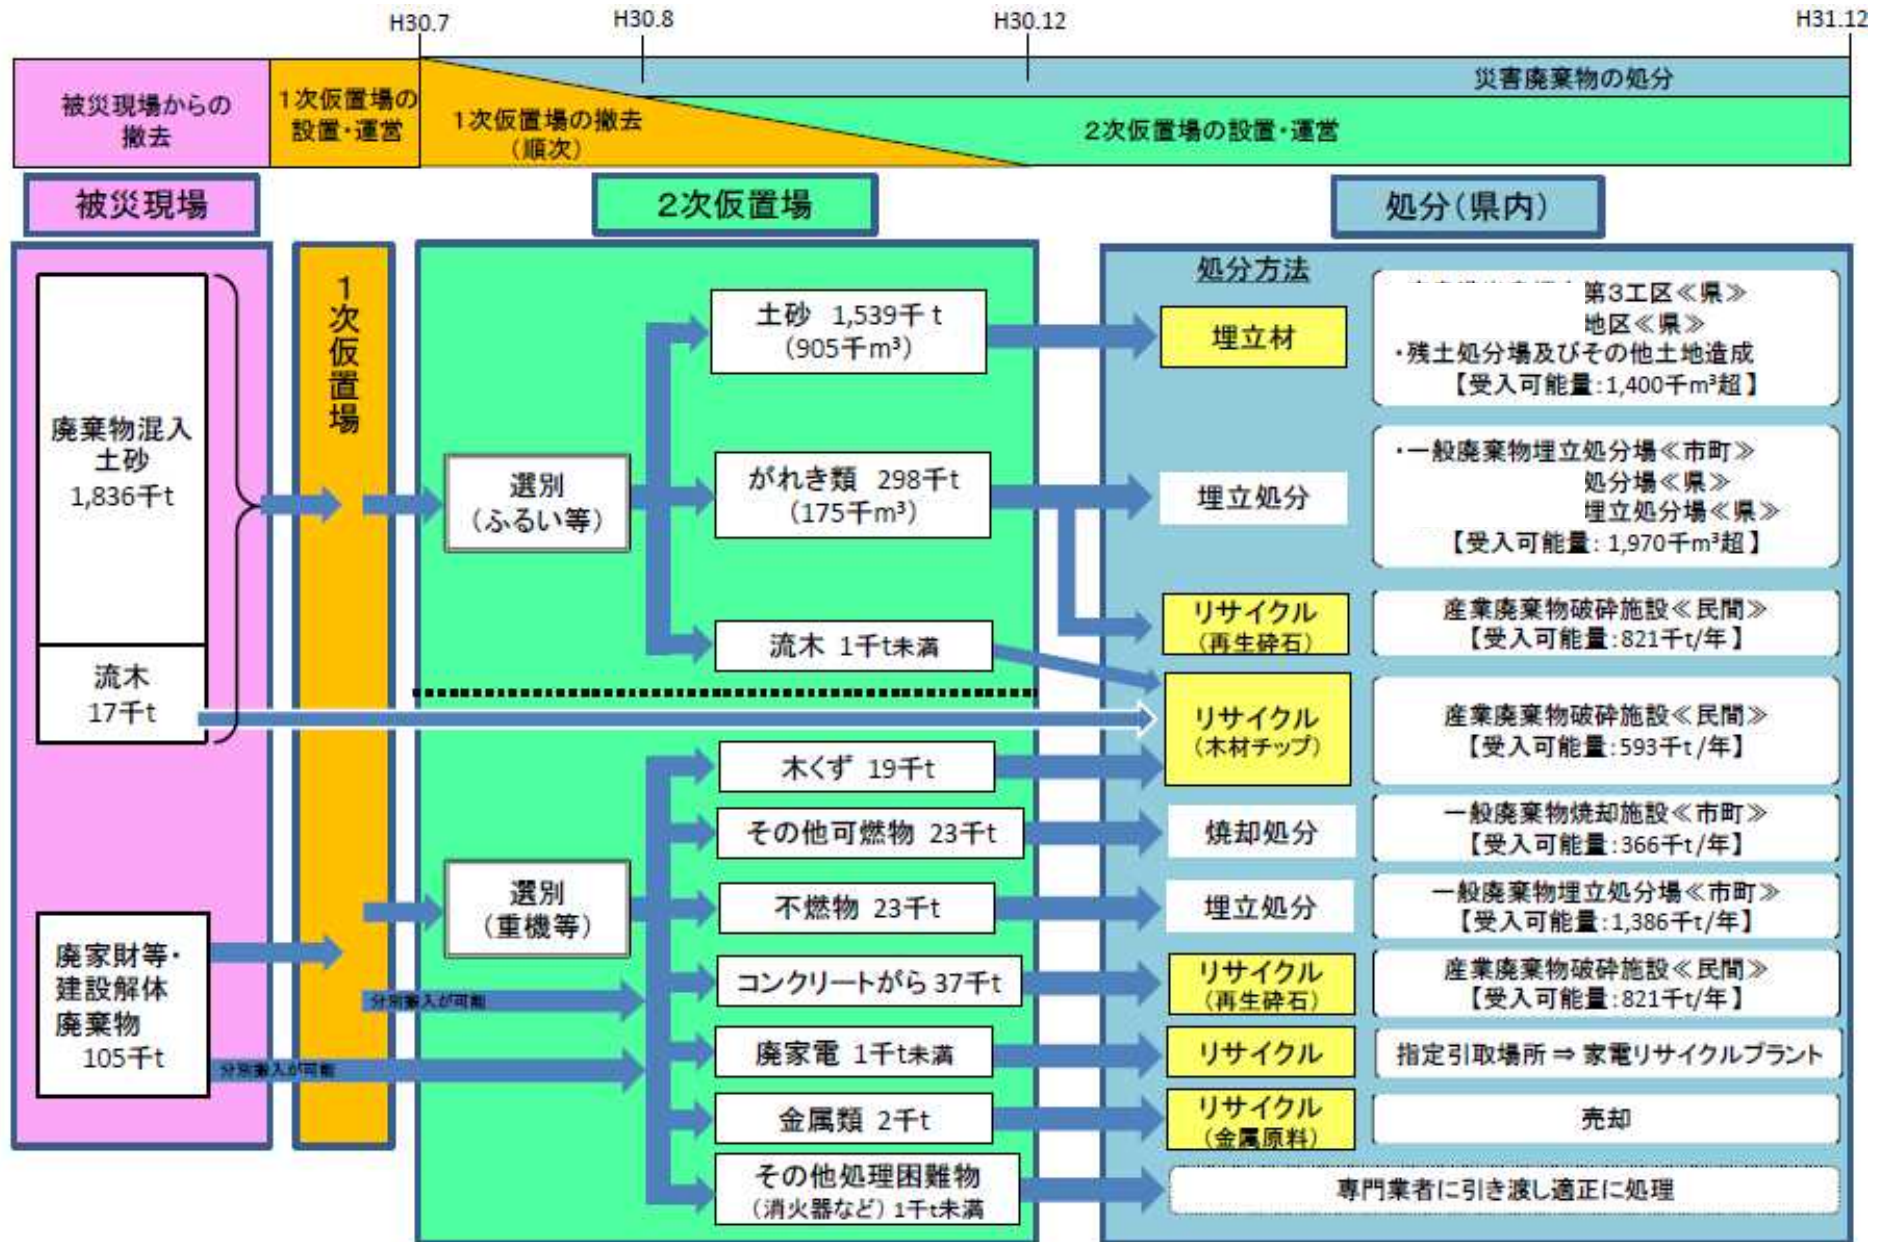 H30.7
H30.8
H30.12
H31.12
被災現場からの
撤去
1次仮置場の
設置・運営
1次仮置場の撤去
(順次)
災害廃棄物の処分
2次仮置場の設置・運営
被災現場
2次仮置場
処分(県内)
廃棄物混入
土砂
1,836千t
流木
17千t
廃家財等・
建設解体
廃棄物
105千t
1次仮置場
分別搬入が可能
分別搬入が可能
選別
(ふるい等)
選別
(重機等)
土砂 1,539千t
(905千m³)
がれき類 298千t
(175千m³)
流木 1千t未満
木くず 19千t
その他可燃物 23千t
不燃物 23千t
コンクリートがら 37千t
廃家電 1千t未満
金属類 2千t
その他処理困難物
(消火器など) 1千t未満
処分方法
埋立材
第3工区≪県≫
地区≪県≫
・残土処分場及びその他土地造成
【受入可能量:1,400千m³超】
埋立処分
・一般廃棄物埋立処分場≪市町≫
処分場≪県≫
埋立処分場≪県≫
【受入可能量:1,970千m³超】
リサイクル
(再生砕石)
産業廃棄物破砕施設≪民間≫
【受入可能量:821千t/年】
リサイクル
(木材チップ)
産業廃棄物破砕施設≪民間≫
【受入可能量:593千t/年】
焼却処分
一般廃棄物焼却施設≪市町≫
【受入可能量:366千t/年】
埋立処分
一般廃棄物埋立処分場≪市町≫
【受入可能量:1,386千t/年】
リサイクル
(再生砕石)
産業廃棄物破砕施設≪民間≫
【受入可能量:821千t/年】
リサイクル
指定引取場所⇒家電リサイクルプラント
リサイクル
(金属原料)
売却
専門業者に引き渡し適正に処理